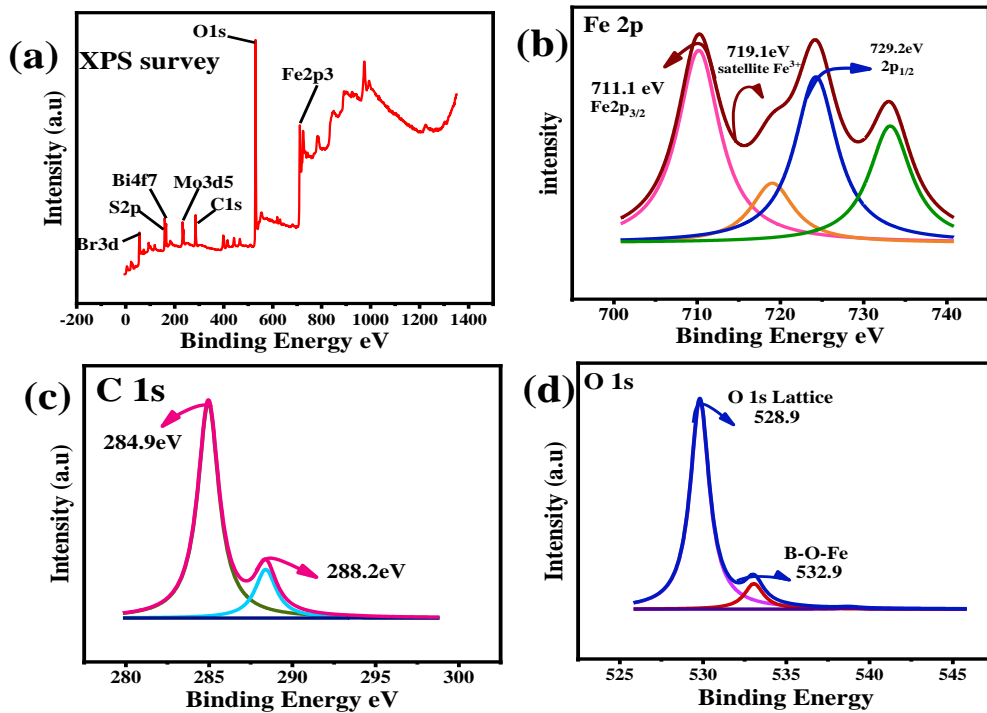 (a)
XPS survey
O1s
Fe2p3
Bi4f7
Mo3d5
S2p
C1s
Br3d
Intensity (a.u)
-200 0 200 400 600 800 1000 1200 1400
Binding Energy eV
(b)
Fe 2p
719.1eV
satellite Fe³⁺
729.2eV
2p₁/₂
711.1 eV
Fe2p₃/₂
intensity
700 710 720 730 740
Binding Energy eV
(c)
C 1s
284.9eV
288.2eV
Intensity (a.u)
280 285 290 295 300
Binding Energy eV
(d)
O 1s
O 1s Lattice
528.9
B-O-Fe
532.9
Intensity (a.u)
525 530 535 540 545
Binding Energy